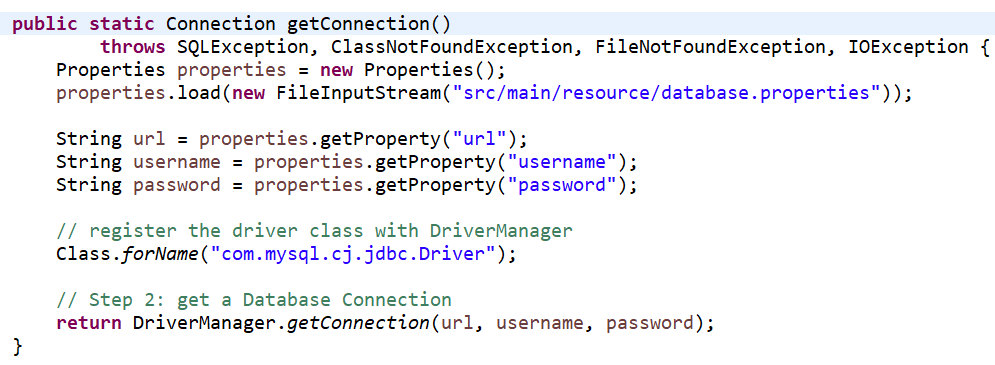 public static Connection getConnection()
throws SQLException, ClassNotFoundException, FileNotFoundException, IOException {
Properties properties = new Properties();
properties.load(new FileInputStream("src/main/resource/database.properties"));
String url = properties.getProperty("url");
String username = properties.getProperty("username");
String password = properties.getProperty("password");
// register the driver class with DriverManager
Class.forName("com.mysql.cj.jdbc.Driver");
// Step 2: get a Database Connection
return DriverManager.getConnection(url, username, password);
}